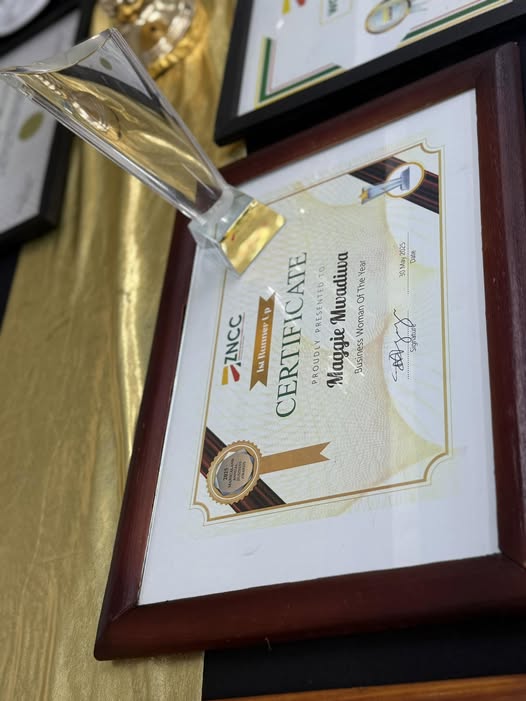 ZNCC
1st Runner Up
CERTIFICATE
PROUDLY PRESENTED TO
Maggie Mwadiwa
Business Woman Of The Year
30 May 2025
Signature
Date
2025